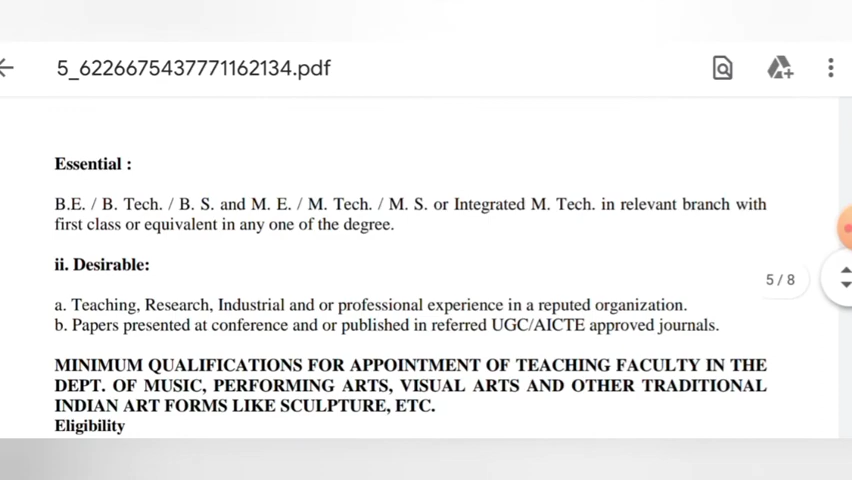 5_6226675437771162134.pdf
Essential :
B.E. / B. Tech. / B. S. and M. E. / M. Tech. / M. S. or Integrated M. Tech. in relevant branch with
first class or equivalent in any one of the degree.
5 / 8
ii. Desirable:
a. Teaching, Research, Industrial and or professional experience in a reputed organization.
b. Papers presented at conference and or published in referred UGC/AICTE approved journals.
MINIMUM QUALIFICATIONS FOR APPOINTMENT OF TEACHING FACULTY IN THE
DEPT. OF MUSIC, PERFORMING ARTS, VISUAL ARTS AND OTHER TRADITIONAL
INDIAN ART FORMS LIKE SCULPTURE, ETC.
Eligibility